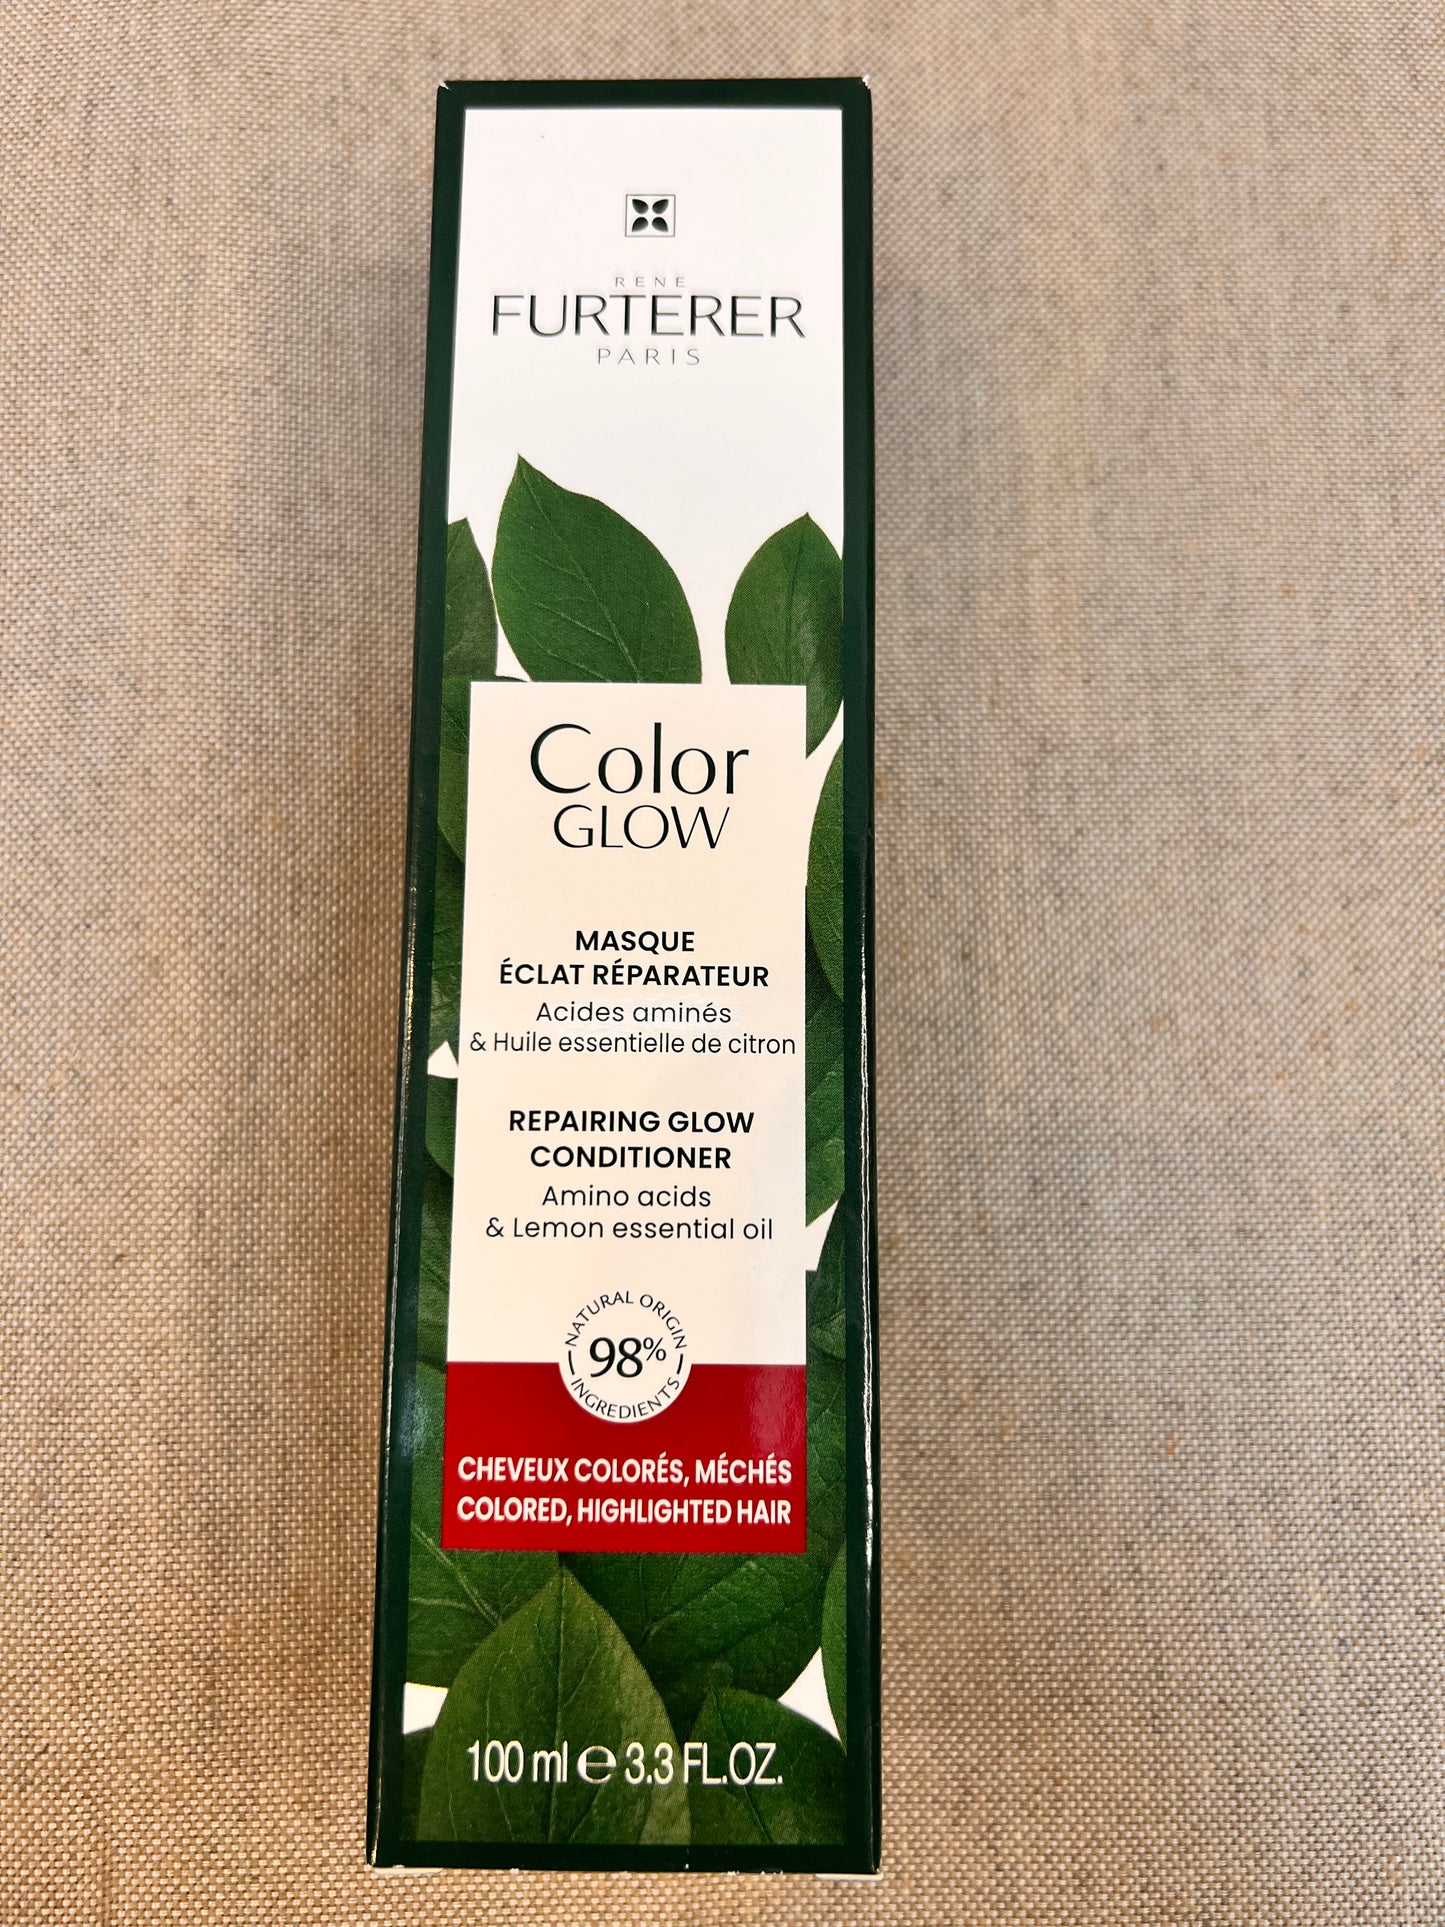 RENE
FURTERER
PARIS
Color
GLOW
MASQUE
ÉCLAT RÉPARATEUR
Acides aminés
& Huile essentielle de citron
REPAIRING GLOW
CONDITIONER
Amino acids
& Lemon essential oil
NATURAL ORIGIN
98%
INGREDIENTS
CHEVEUX COLORÉS, MÉCHÉS
COLORED, HIGHLIGHTED HAIR
100 ml ℮ 3.3 FL.OZ.